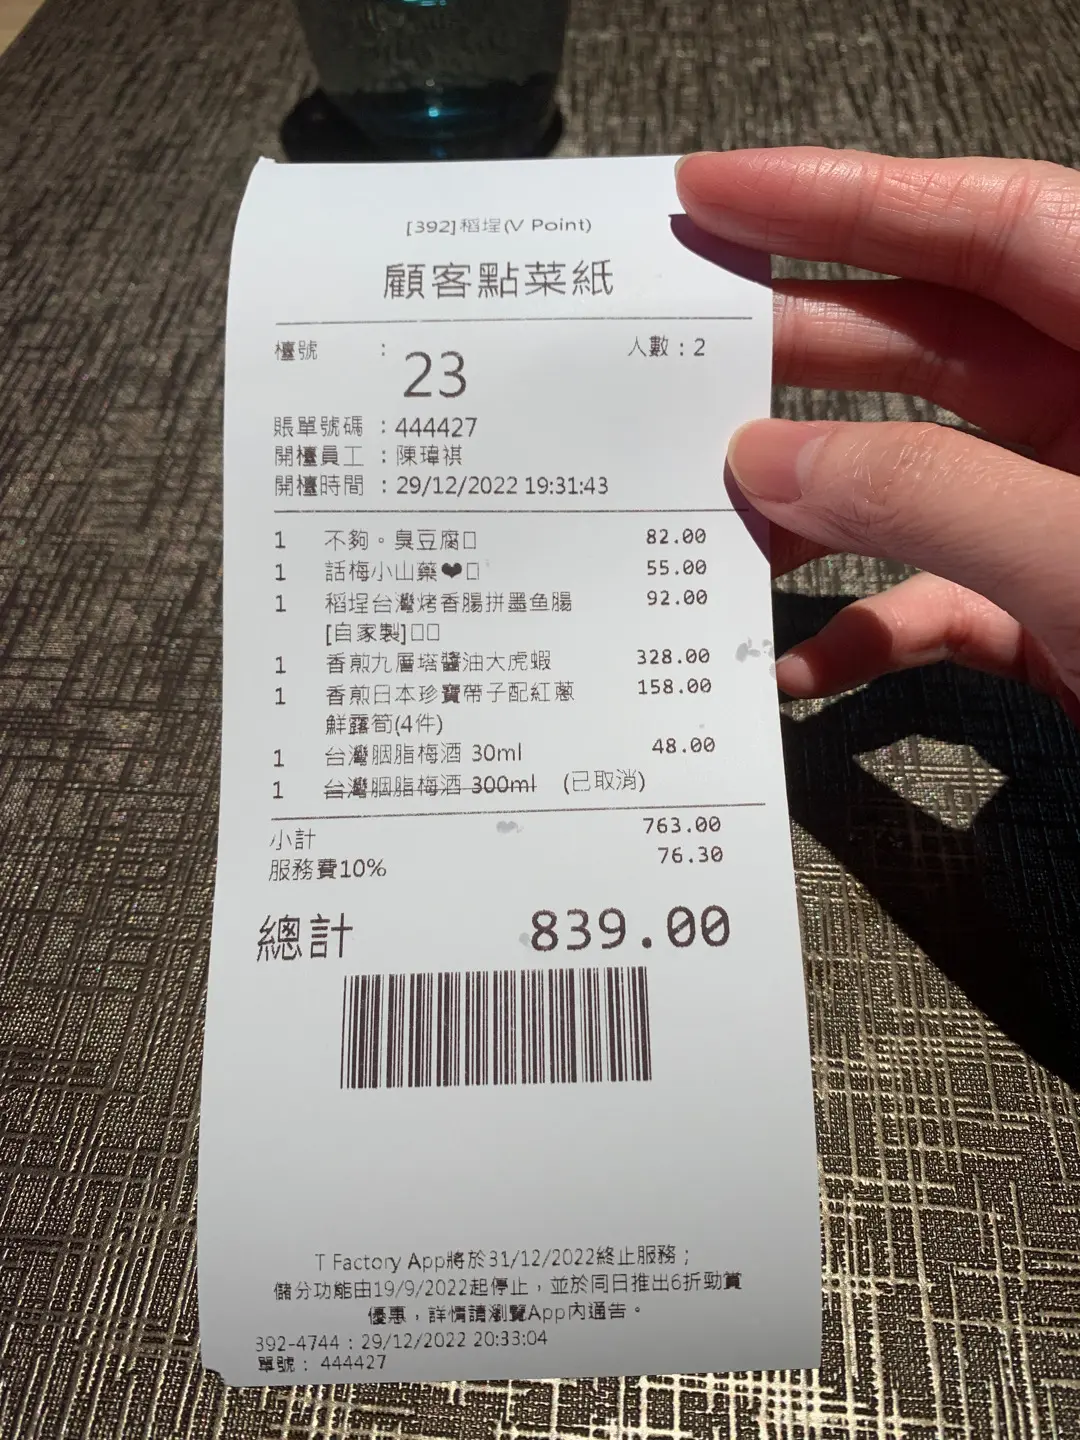 [392]稻埕(V Point)
顧客點菜紙
檯號 : 23 人數：2
賬單號碼 : 444427
開檯員工 : 陳瑋祺
開檯時間 : 29/12/2022 19:31:43
1 不夠。臭豆腐□ 82.00
1 話梅小山藥❤□ 55.00
1 稻埕台灣烤香腸拼墨魚腸 92.00
[自家製]□□
1 香煎九層塔醬油大虎蝦 328.00
1 香煎日本珍寶帶子配紅蔥 158.00
鮮露筍(4件)
1 台灣胭脂梅酒 30ml 48.00
1 台灣胭脂梅酒 300ml (已取消)
小計 763.00
服務費10% 76.30
總計 839.00
T Factory App將於31/12/2022終止服務；
儲分功能由19/9/2022起停止，並於同日推出6折勁賞
優惠，詳情請瀏覽App內通告。
392-4744 : 29/12/2022 20:33:04
單號： 444427